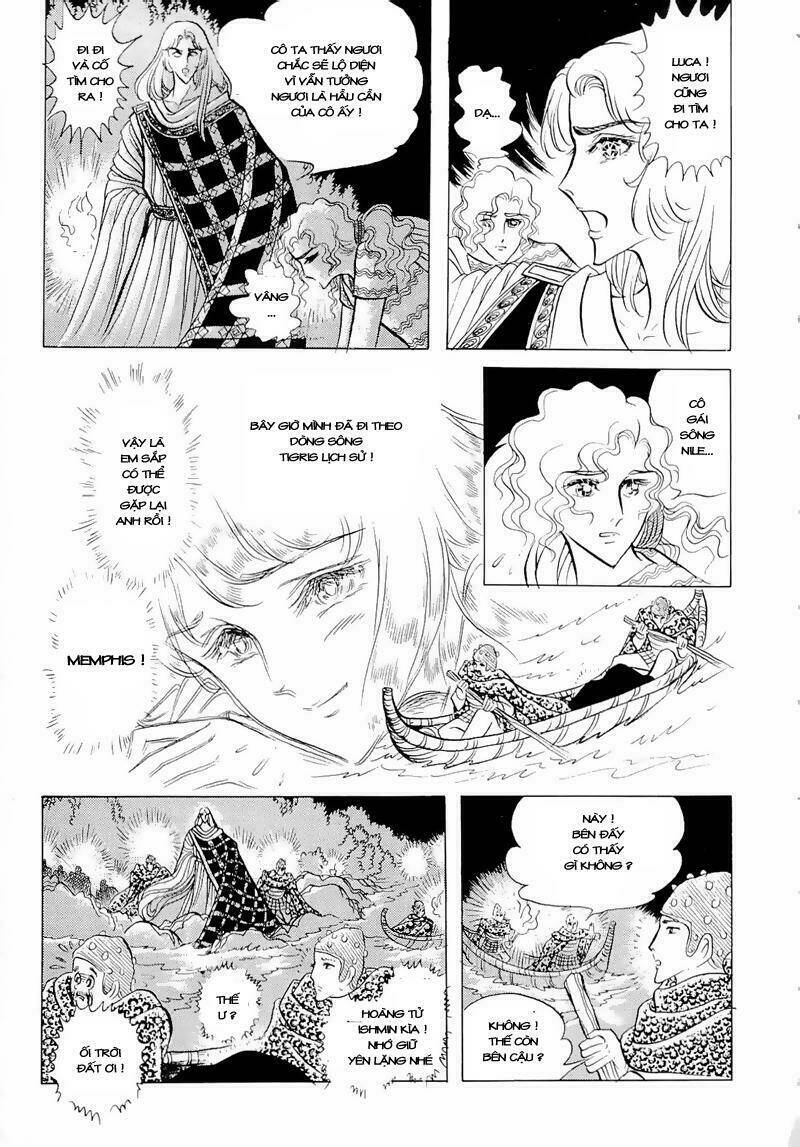 LUCA !
NGƯƠI
CŨNG
ĐI TÌM
CHO TA !
DẠ...
CÔ TA THẤY NGƯƠI
CHẮC SẼ LỘ DIỆN
VÌ VẪN TƯỞNG
NGƯƠI LÀ HẦU CẬN
CỦA CÔ ẤY !
VÂNG
...
ĐI ĐI
VÀ CỐ
TÌM CHO
RA !
CÔ
GÁI
SÔNG
NILE...
BÂY GIỜ MÌNH ĐÃ ĐI THEO
DÒNG SÔNG
TIGRIS LỊCH SỬ !
VẬY LÀ
EM SẮP
CÓ THỂ
ĐƯỢC
GẶP LẠI
ANH RỒI !
MEMPHIS !
NÀY !
BÊN ĐẤY
CÓ THẤY
GÌ KHÔNG ?
KHÔNG !
THẾ CÒN
BÊN CẬU ?
HOÀNG TỬ
ISHMIN KÌA !
NHỚ GIỮ
YÊN LẶNG NHÉ
THẾ
Ư ?
ỐI TRỜI
ĐẤT ƠI !